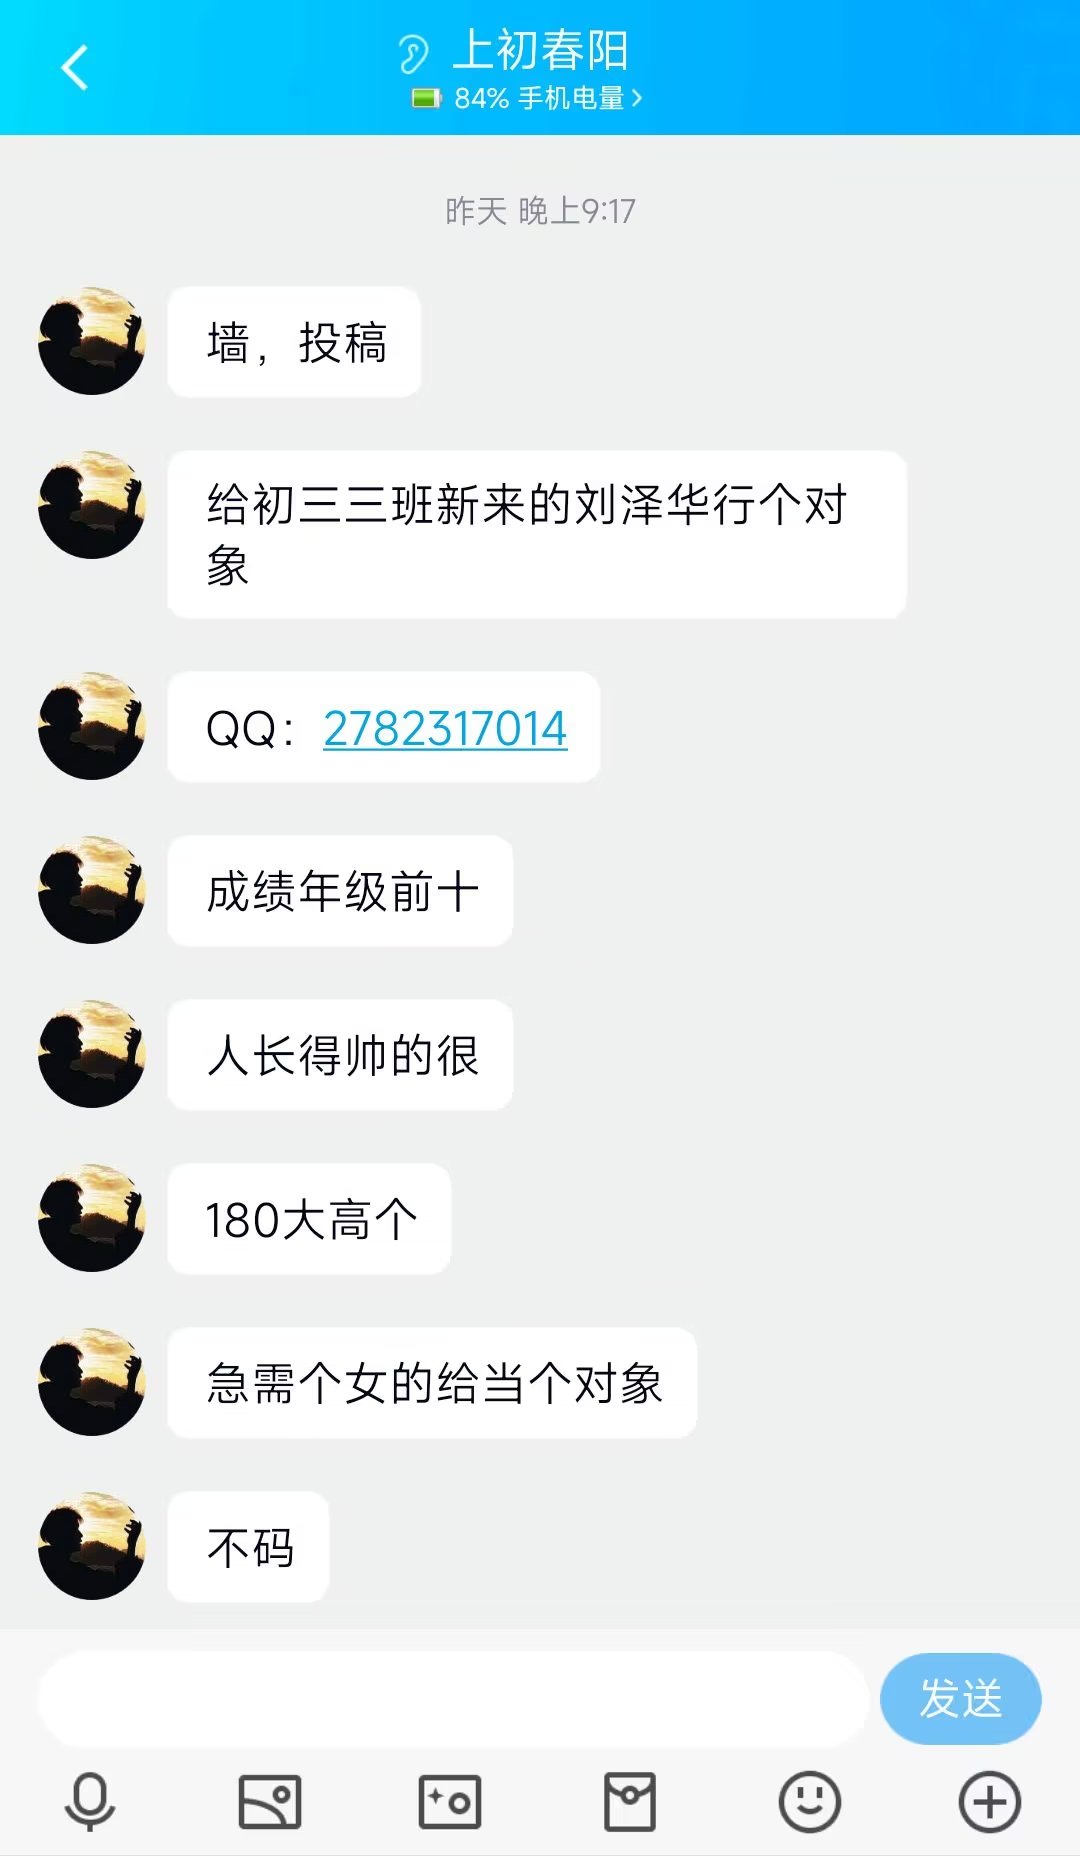 上初春阳
84% 手机电量
昨天 晚上9:17
墙，投稿
给初三三班新来的刘泽华行个对
象
QQ：2782317014
成绩年级前十
人长得帅的很
180大高个
急需个女的给当个对象
不码
发送